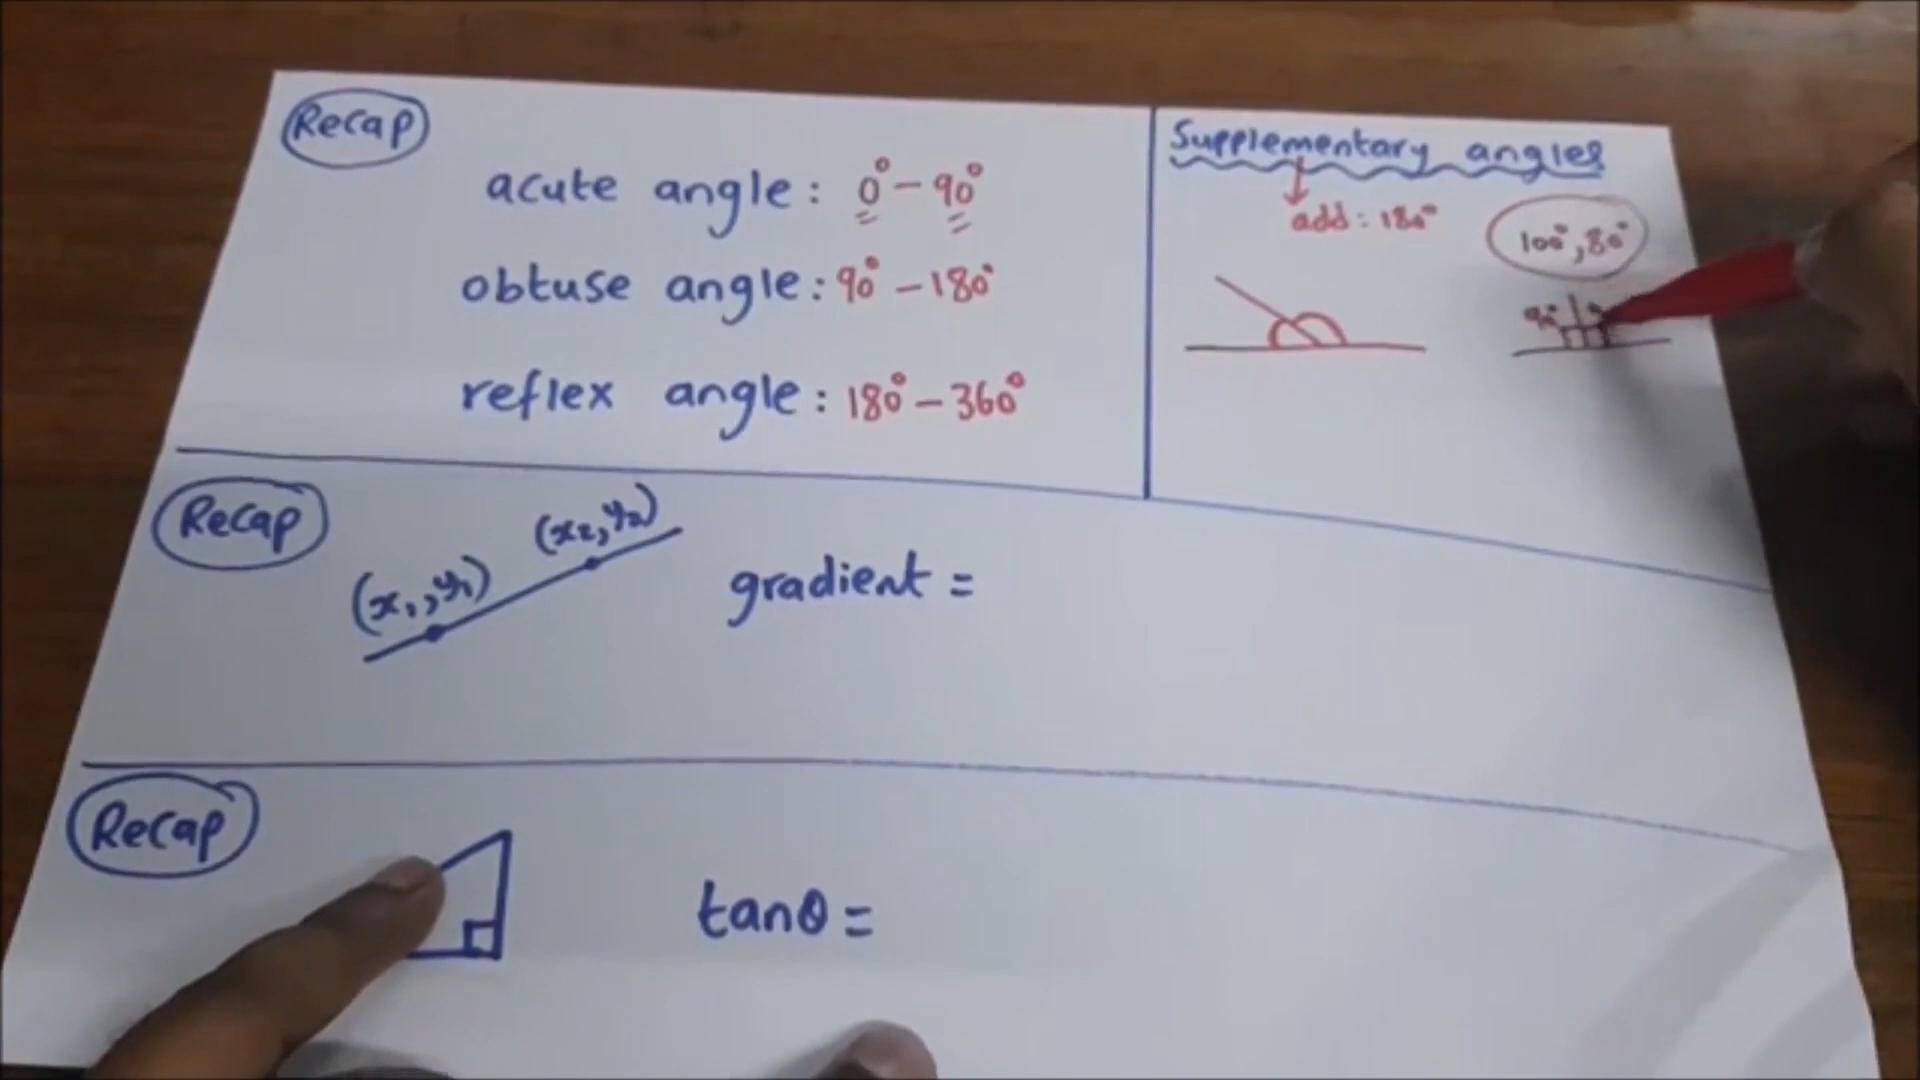 Recap
acute angle: 0° – 90°
obtuse angle: 90° – 180°
reflex angle: 180° – 360°
Supplementary angles
add: 180°
100°, 80°
90°
Recap
(x₁, y₁)
(x₂, y₂)
gradient =
Recap
tanθ =